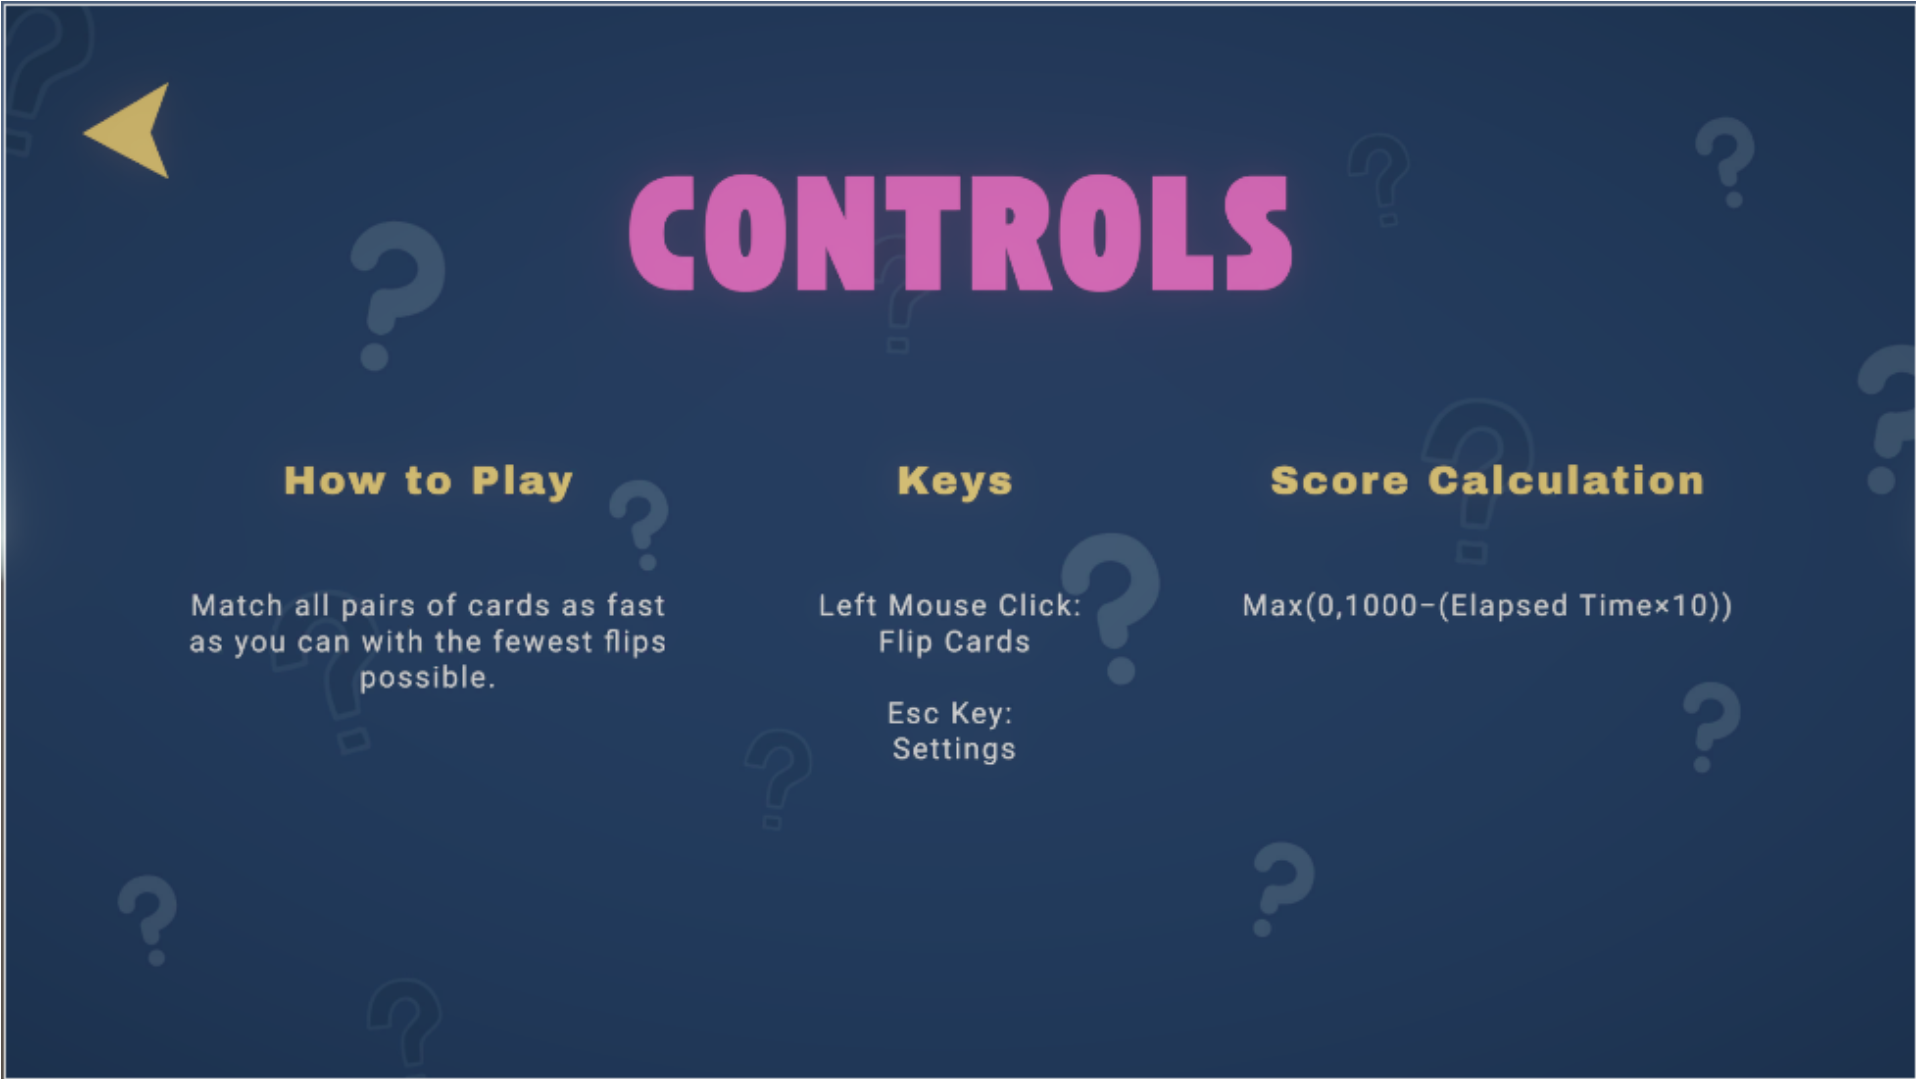 CONTROLS
How to Play
Match all pairs of cards as fast
as you can with the fewest flips
possible.
Keys
Left Mouse Click:
Flip Cards
Esc Key:
Settings
Score Calculation
Max(0,1000−(Elapsed Time×10))